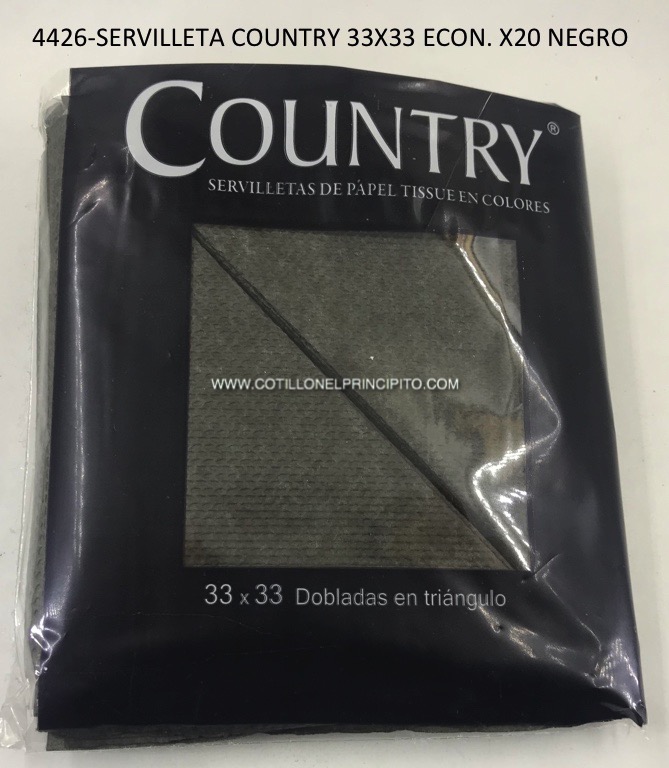 4426-SERVILLETA COUNTRY 33X33 ECON. X20 NEGRO
COUNTRY®
SERVILLETAS DE PÁPEL TISSUE EN COLORES
WWW.COTILLONELPRINCIPITO.COM
33 x 33 Dobladas en triángulo